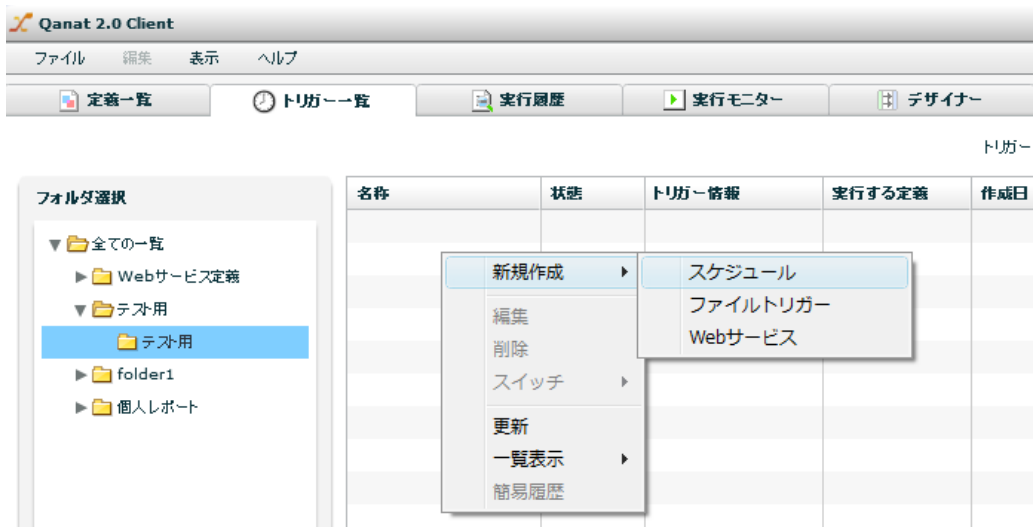 Qanat 2.0 Client
ファイル 編集 表示 ヘルプ
定義一覧 トリガー一覧 実行履歴 実行モニター デザイナー
トリガー
フォルダ選択
名称 状態 トリガー情報 実行する定義 作成日
全ての一覧
Webサービス定義
テスト用
テスト用
folder1
個人レポート
新規作成
編集
削除
スイッチ
更新
一覧表示
簡易履歴
スケジュール
ファイルトリガー
Webサービス